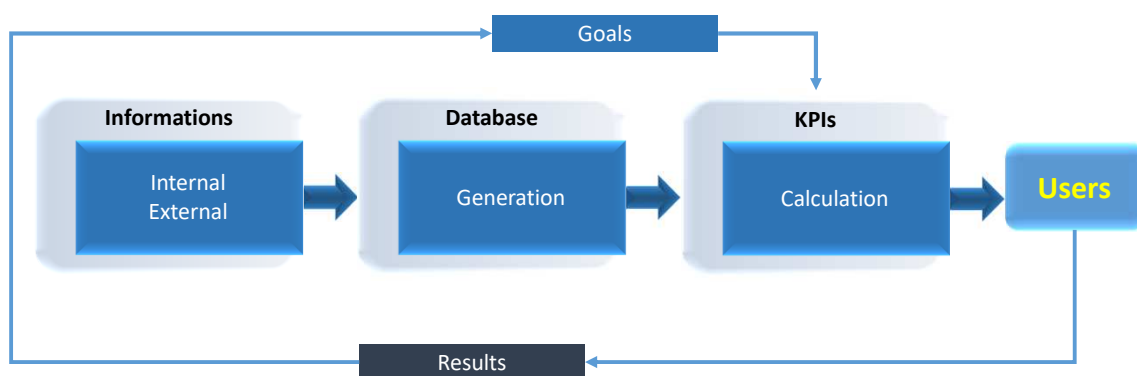 Goals
Informations
Database
KPIs
Internal
External
Generation
Calculation
Users
Results